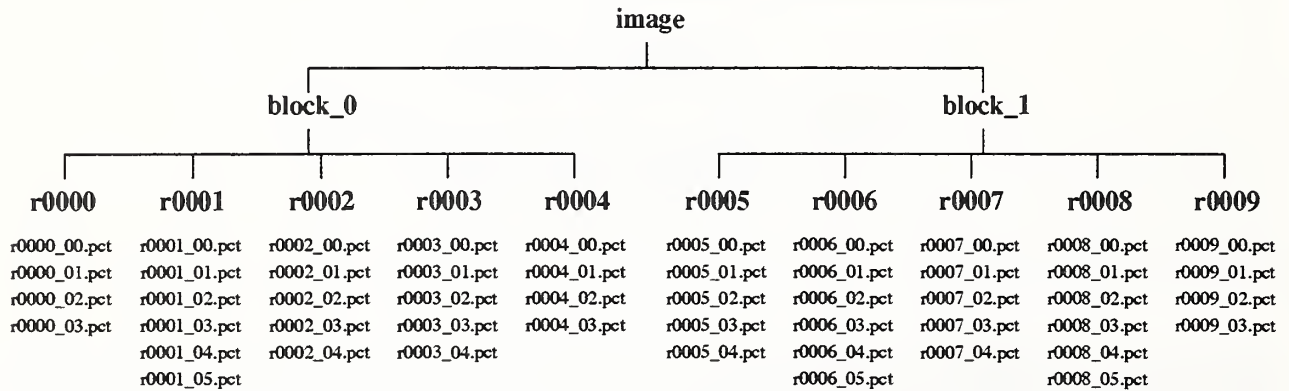 image
block_0 block_1
r0000 r0001 r0002 r0003 r0004 r0005 r0006 r0007 r0008 r0009
r0000_00.pct r0001_00.pct r0002_00.pct r0003_00.pct r0004_00.pct r0005_00.pct r0006_00.pct r0007_00.pct r0008_00.pct r0009_00.pct
r0000_01.pct r0001_01.pct r0002_01.pct r0003_01.pct r0004_01.pct r0005_01.pct r0006_01.pct r0007_01.pct r0008_01.pct r0009_01.pct
r0000_02.pct r0001_02.pct r0002_02.pct r0003_02.pct r0004_02.pct r0005_02.pct r0006_02.pct r0007_02.pct r0008_02.pct r0009_02.pct
r0000_03.pct r0001_03.pct r0002_03.pct r0003_03.pct r0004_03.pct r0005_03.pct r0006_03.pct r0007_03.pct r0008_03.pct r0009_03.pct
r0001_04.pct r0002_04.pct r0003_04.pct r0005_04.pct r0006_04.pct r0007_04.pct r0008_04.pct
r0001_05.pct r0006_05.pct r0008_05.pct